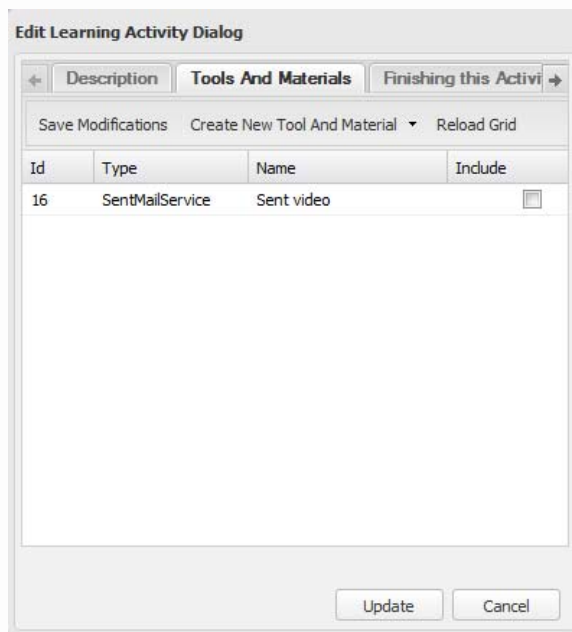 Edit Learning Activity Dialog
Description Tools And Materials Finishing this Activi
Save Modifications Create New Tool And Material Reload Grid
Id Type Name Include
16 SentMailService Sent video
Update Cancel